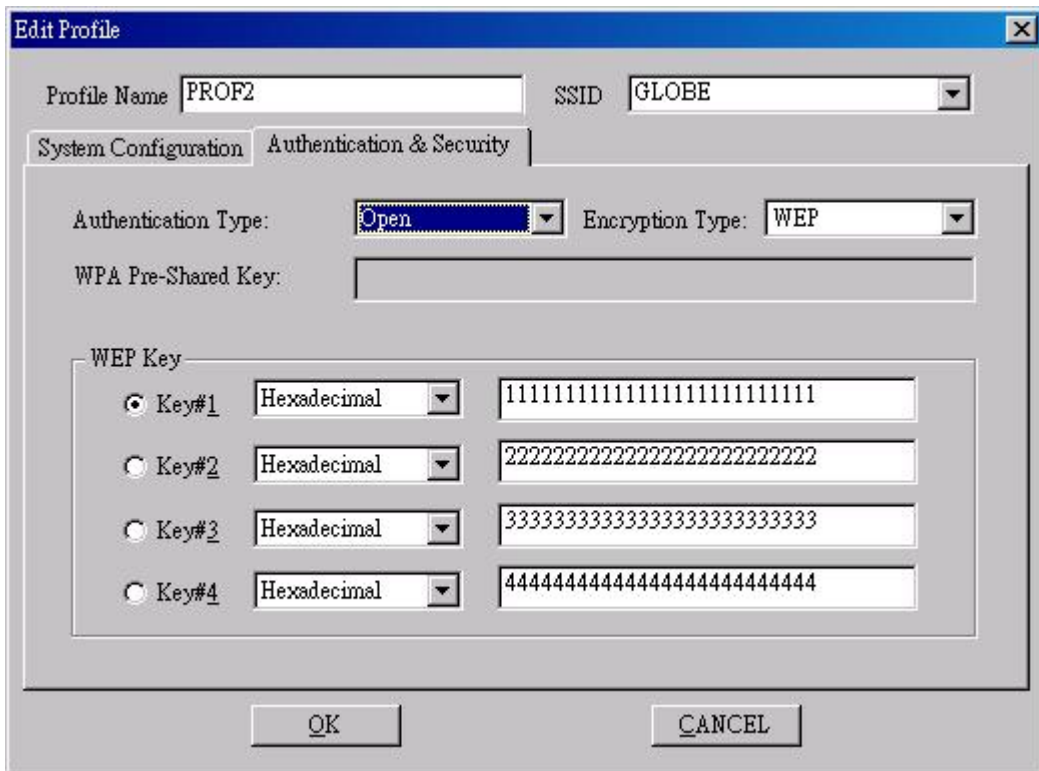 Edit Profile
Profile Name PROF2 SSID GLOBE
System Configuration Authentication & Security
Authentication Type: Open Encryption Type: WEP
WPA Pre-Shared Key:
WEP Key
Key#1 Hexadecimal 11111111111111111111111111
Key#2 Hexadecimal 22222222222222222222222222
Key#3 Hexadecimal 33333333333333333333333333
Key#4 Hexadecimal 44444444444444444444444444
OK CANCEL